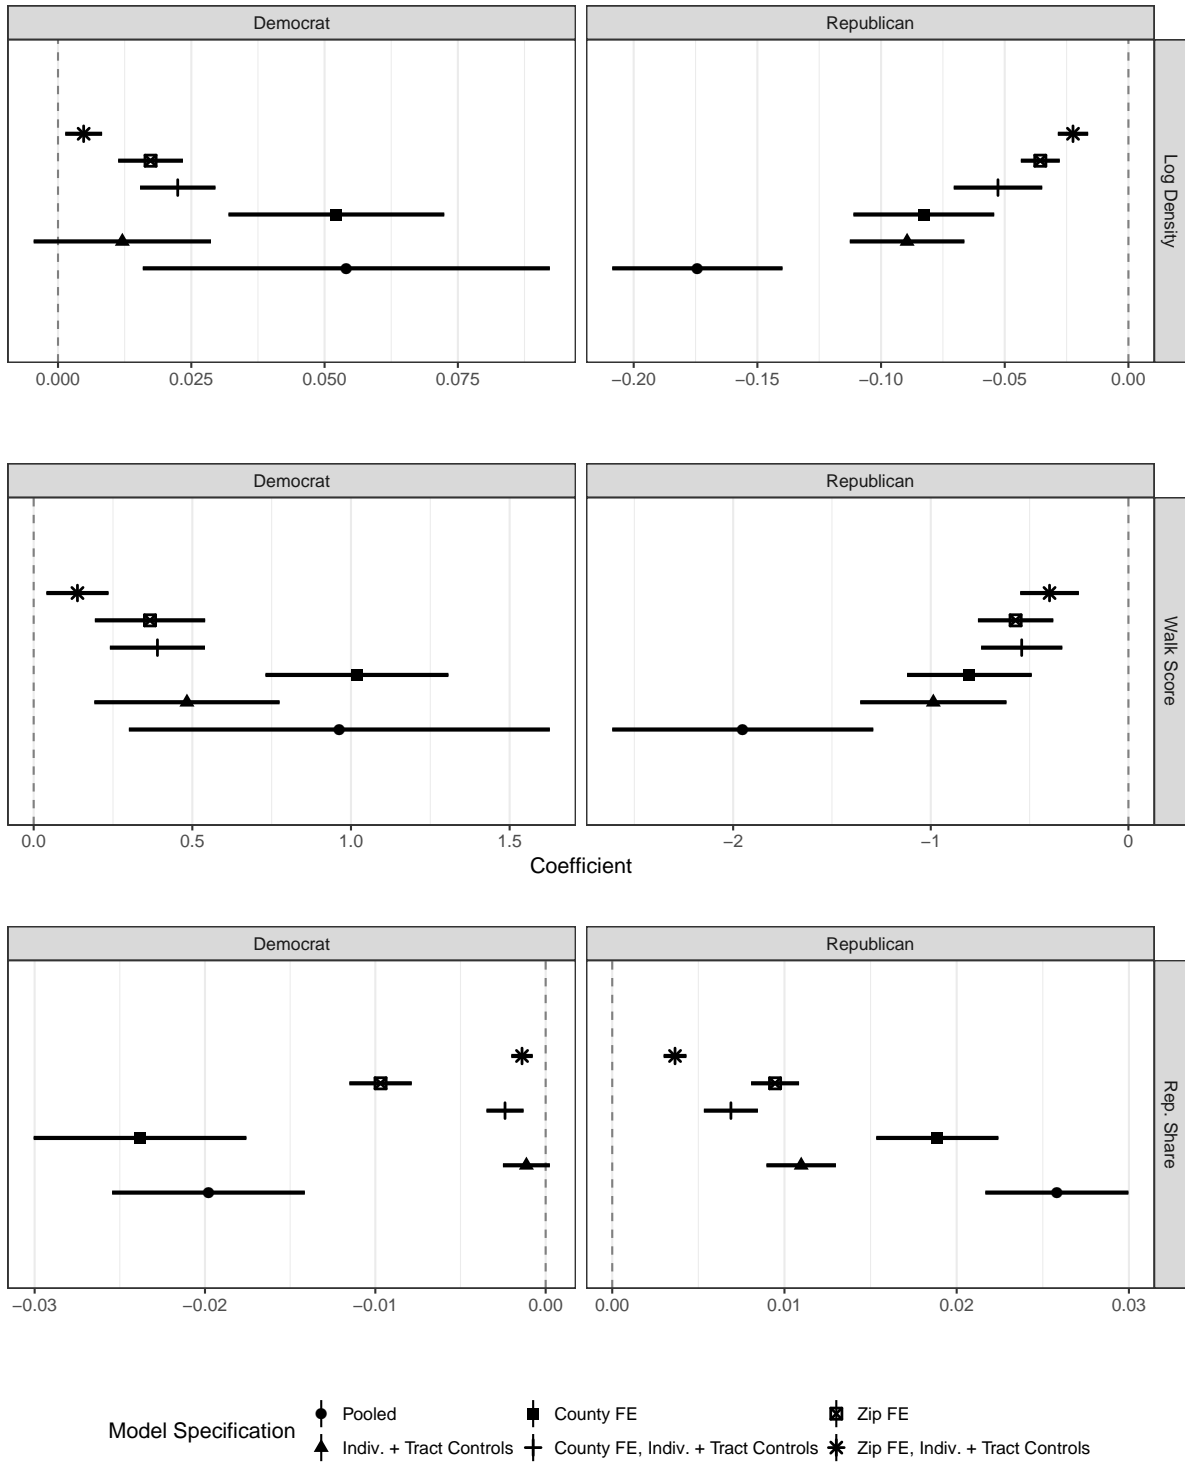 Democrat Republican
Log Density
0.000 0.025 0.050 0.075 −0.20 −0.15 −0.10 −0.05 0.00
Democrat Republican
Walk Score
0.0 0.5 1.0 1.5 −2 −1 0
Coefficient
Democrat Republican
Rep. Share
−0.03 −0.02 −0.01 0.00 0.00 0.01 0.02 0.03
Model Specification
Pooled County FE Zip FE
Indiv. + Tract Controls County FE, Indiv. + Tract Controls Zip FE, Indiv. + Tract Controls